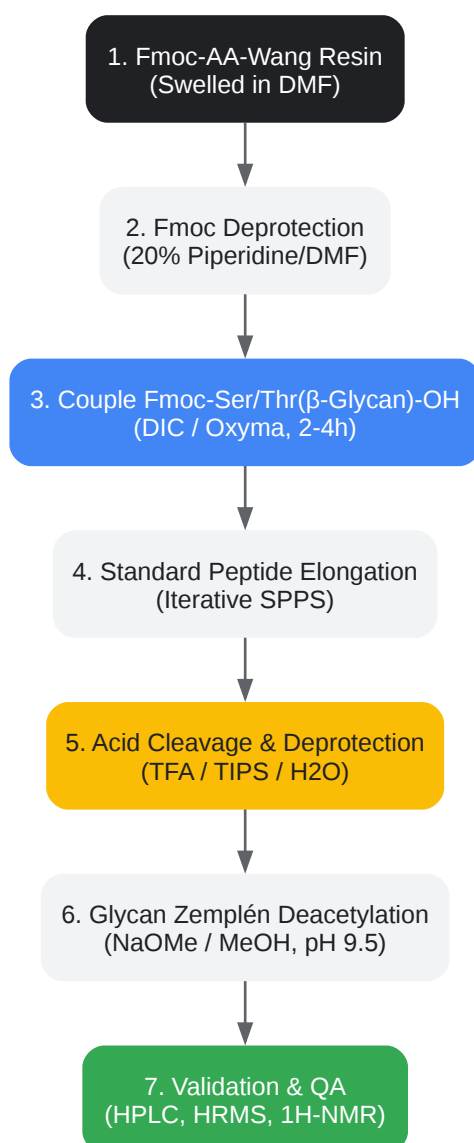 1. Fmoc-AA-Wang Resin
(Swelled in DMF)
2. Fmoc Deprotection
(20% Piperidine/DMF)
3. Couple Fmoc-Ser/Thr(β-Glycan)-OH
(DIC / Oxyma, 2-4h)
4. Standard Peptide Elongation
(Iterative SPPS)
5. Acid Cleavage & Deprotection
(TFA / TIPS / H2O)
6. Glycan Zemplén Deacetylation
(NaOMe / MeOH, pH 9.5)
7. Validation & QA
(HPLC, HRMS, 1H-NMR)